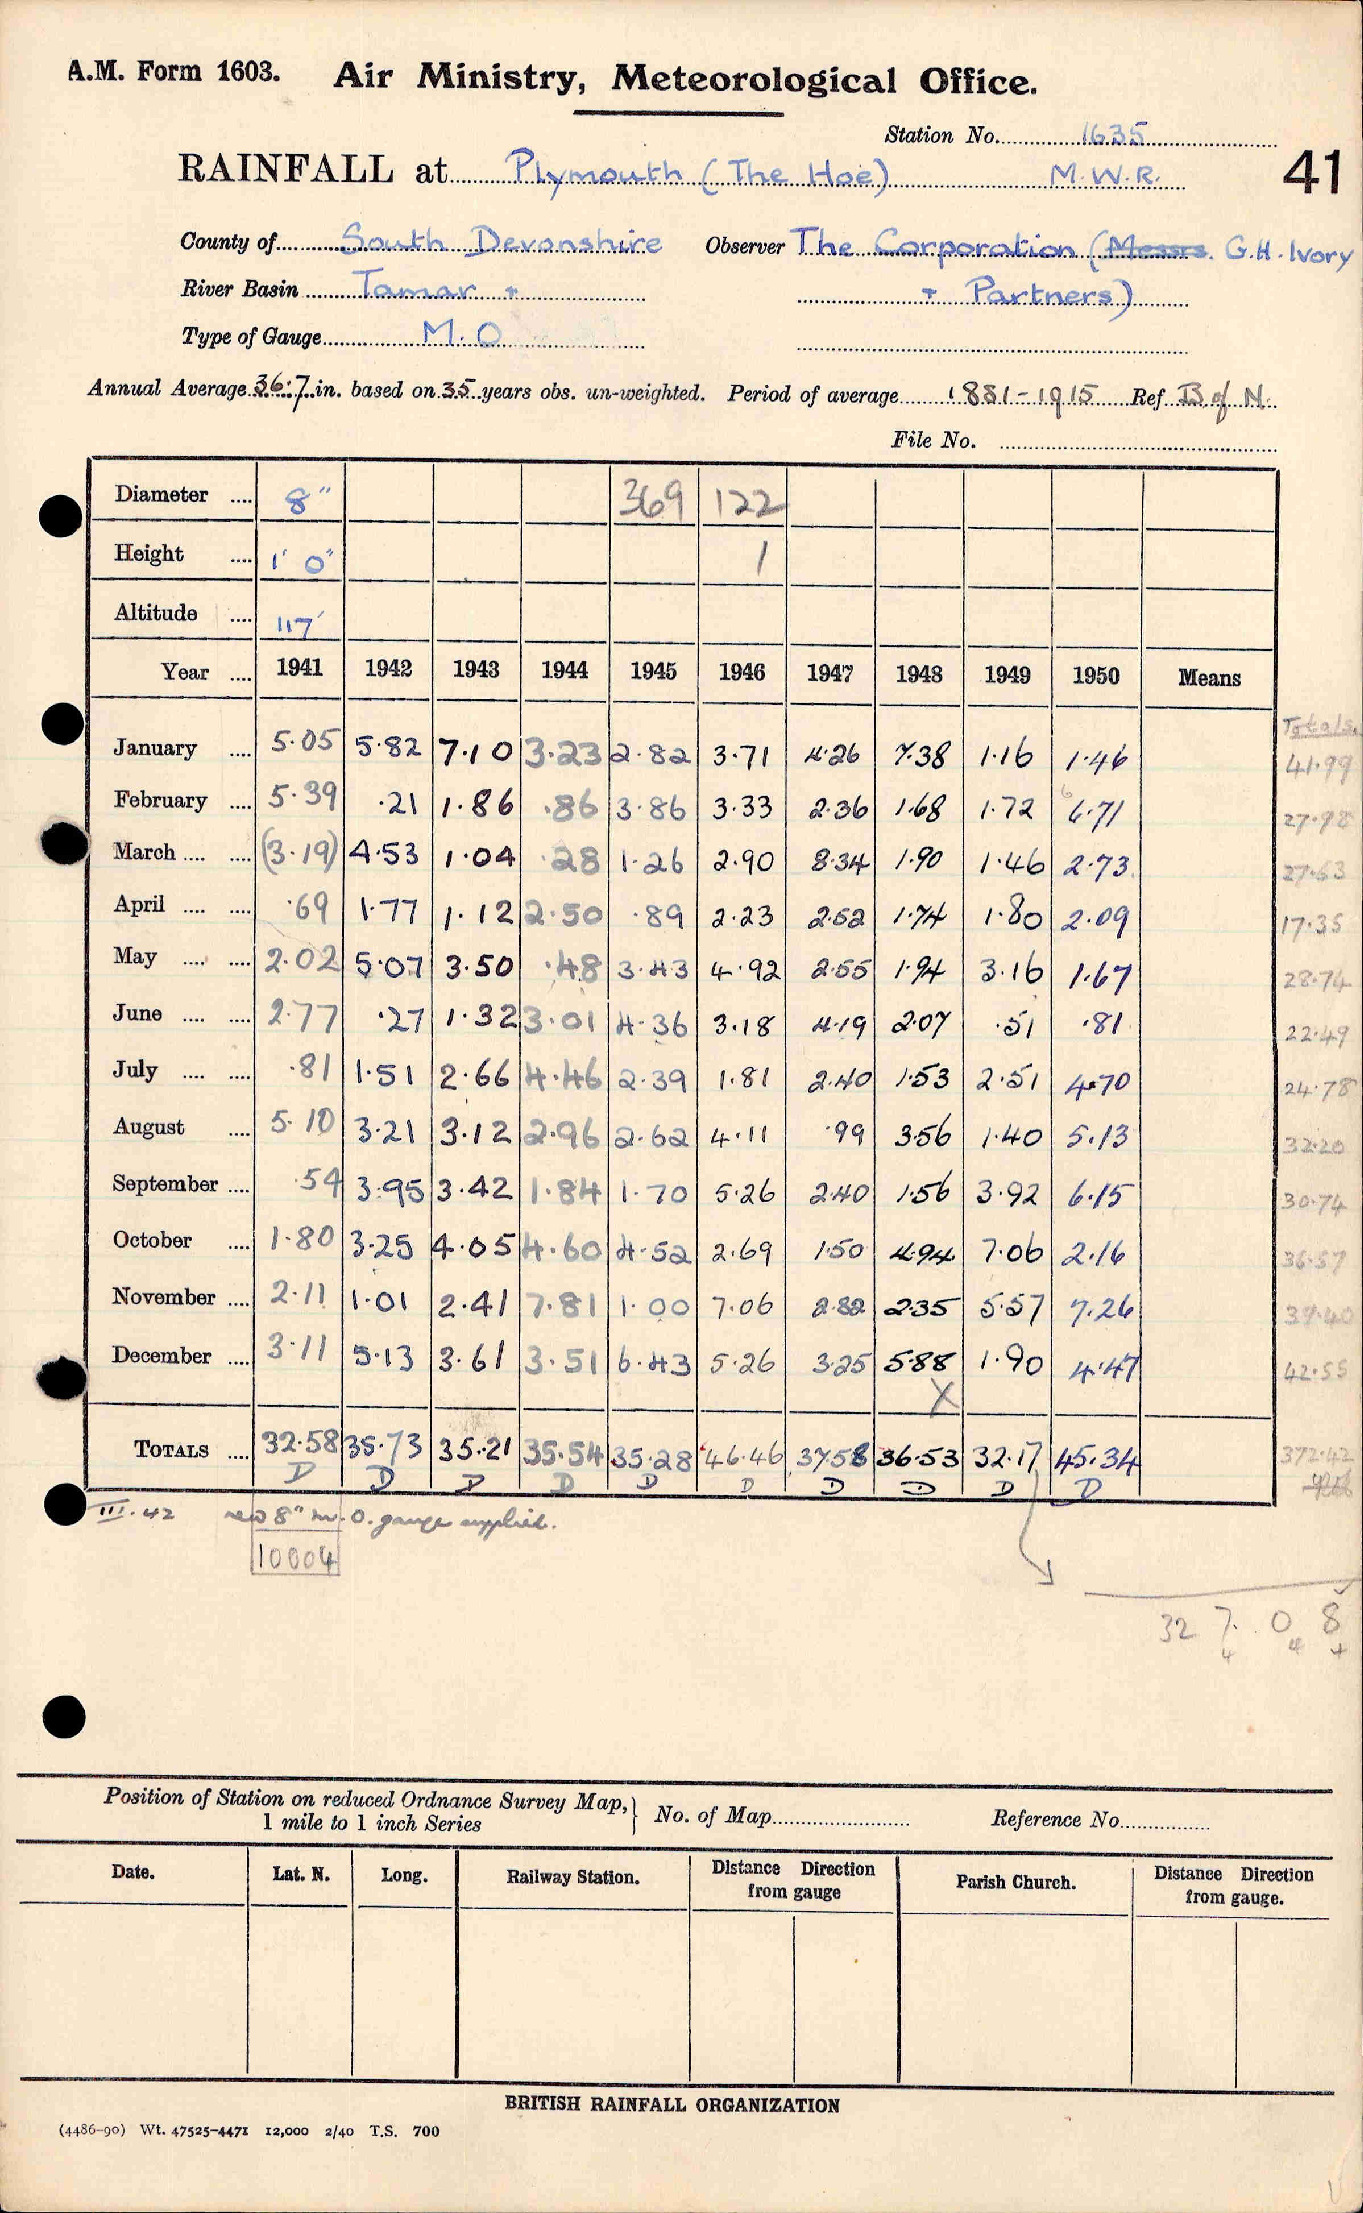 A.M. Form 1603. Air Ministry, Meteorological Office.
Station No. 1635
RAINFALL at Plymouth (The Hoe) M.W.R. 41
County of South Devonshire Observer The Corporation (Messrs. G.H. Ivory
River Basin Tamar + + Partners)
Type of Gauge M.O
Annual Average 36.7 in. based on 35 years obs. un-weighted. Period of average 1881-1915 Ref B of N.
File No.
Diameter .... 8" 369 122
Height .... 1' 0" 1
Altitude .... 117'
Year .... 1941 1942 1943 1944 1945 1946 1947 1948 1949 1950 Means
Totals.
January .... 5.05 5.82 7.10 3.23 2.82 3.71 4.26 7.38 1.16 1.46 41.99
February .... 5.39 .21 1.86 .86 3.86 3.33 2.36 1.68 1.72 6.71 27.98
March .... .... (3.19) 4.53 1.04 .28 1.26 2.90 8.34 1.90 1.46 2.73 27.63
April .... .... .69 1.77 1.12 2.50 .89 2.23 2.52 1.74 1.80 2.09 17.35
May .... .... 2.02 5.07 3.50 .48 3.43 4.92 2.55 1.94 3.16 1.67 28.74
June .... .... 2.77 .27 1.32 3.01 4.36 3.18 4.19 2.07 .51 .81 22.49
July .... .... .81 1.51 2.66 4.46 2.39 1.81 2.40 1.53 2.51 4.70 24.78
August .... 5.10 3.21 3.12 2.96 2.62 4.11 .99 3.56 1.40 5.13 32.20
September .... .54 3.95 3.42 1.84 1.70 5.26 2.40 1.56 3.92 6.15 30.74
October .... 1.80 3.25 4.05 4.60 4.52 2.69 1.50 4.94 7.06 2.16 36.57
November .... 2.11 1.01 2.41 7.81 1.00 7.06 2.82 2.35 5.57 7.26 39.40
December .... 3.11 5.13 3.61 3.51 6.43 5.26 3.25 5.88 1.90 4.47 42.55
X
TOTALS .... 32.58 35.73 35.21 35.54 35.28 46.46 37.58 36.53 32.17 45.34 372.42
D D D D D D D D D D
III.42 new 8" M.O. gauge supplied.
10004
32 7. 0 8
Position of Station on reduced Ordnance Survey Map,} No. of Map Reference No
1 mile to 1 inch Series
Date. Lat. N. Long. Railway Station. Distance Direction from gauge Parish Church. Distance Direction from gauge.
BRITISH RAINFALL ORGANIZATION
(4486-90) Wt. 47525-4471 12,000 2/40 T.S. 700